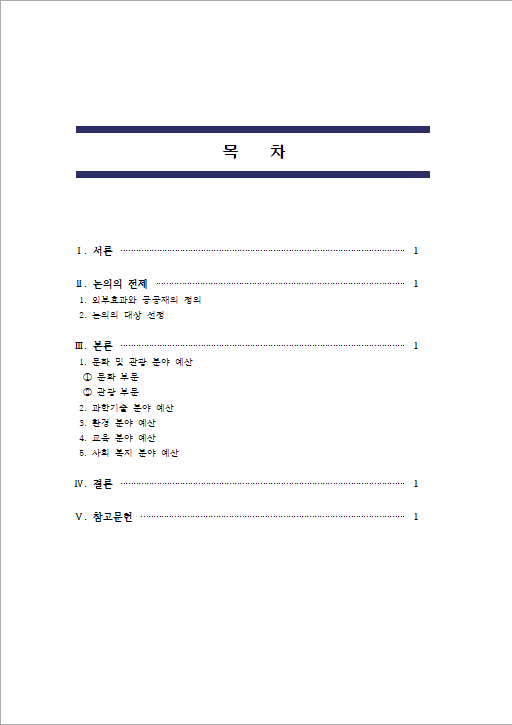 목 차
Ⅰ. 서론 1
Ⅱ. 논의의 전제 1
1. 외부효과와 공공재의 정의
2. 논의의 대상 선정
Ⅲ. 본론 1
1. 문화 및 관광 분야 예산
① 문화 부문
② 관광 부문
2. 과학기술 분야 예산
3. 환경 분야 예산
4. 교육 분야 예산
5. 사회 복지 분야 예산
Ⅳ. 결론 1
Ⅴ. 참고문헌 1